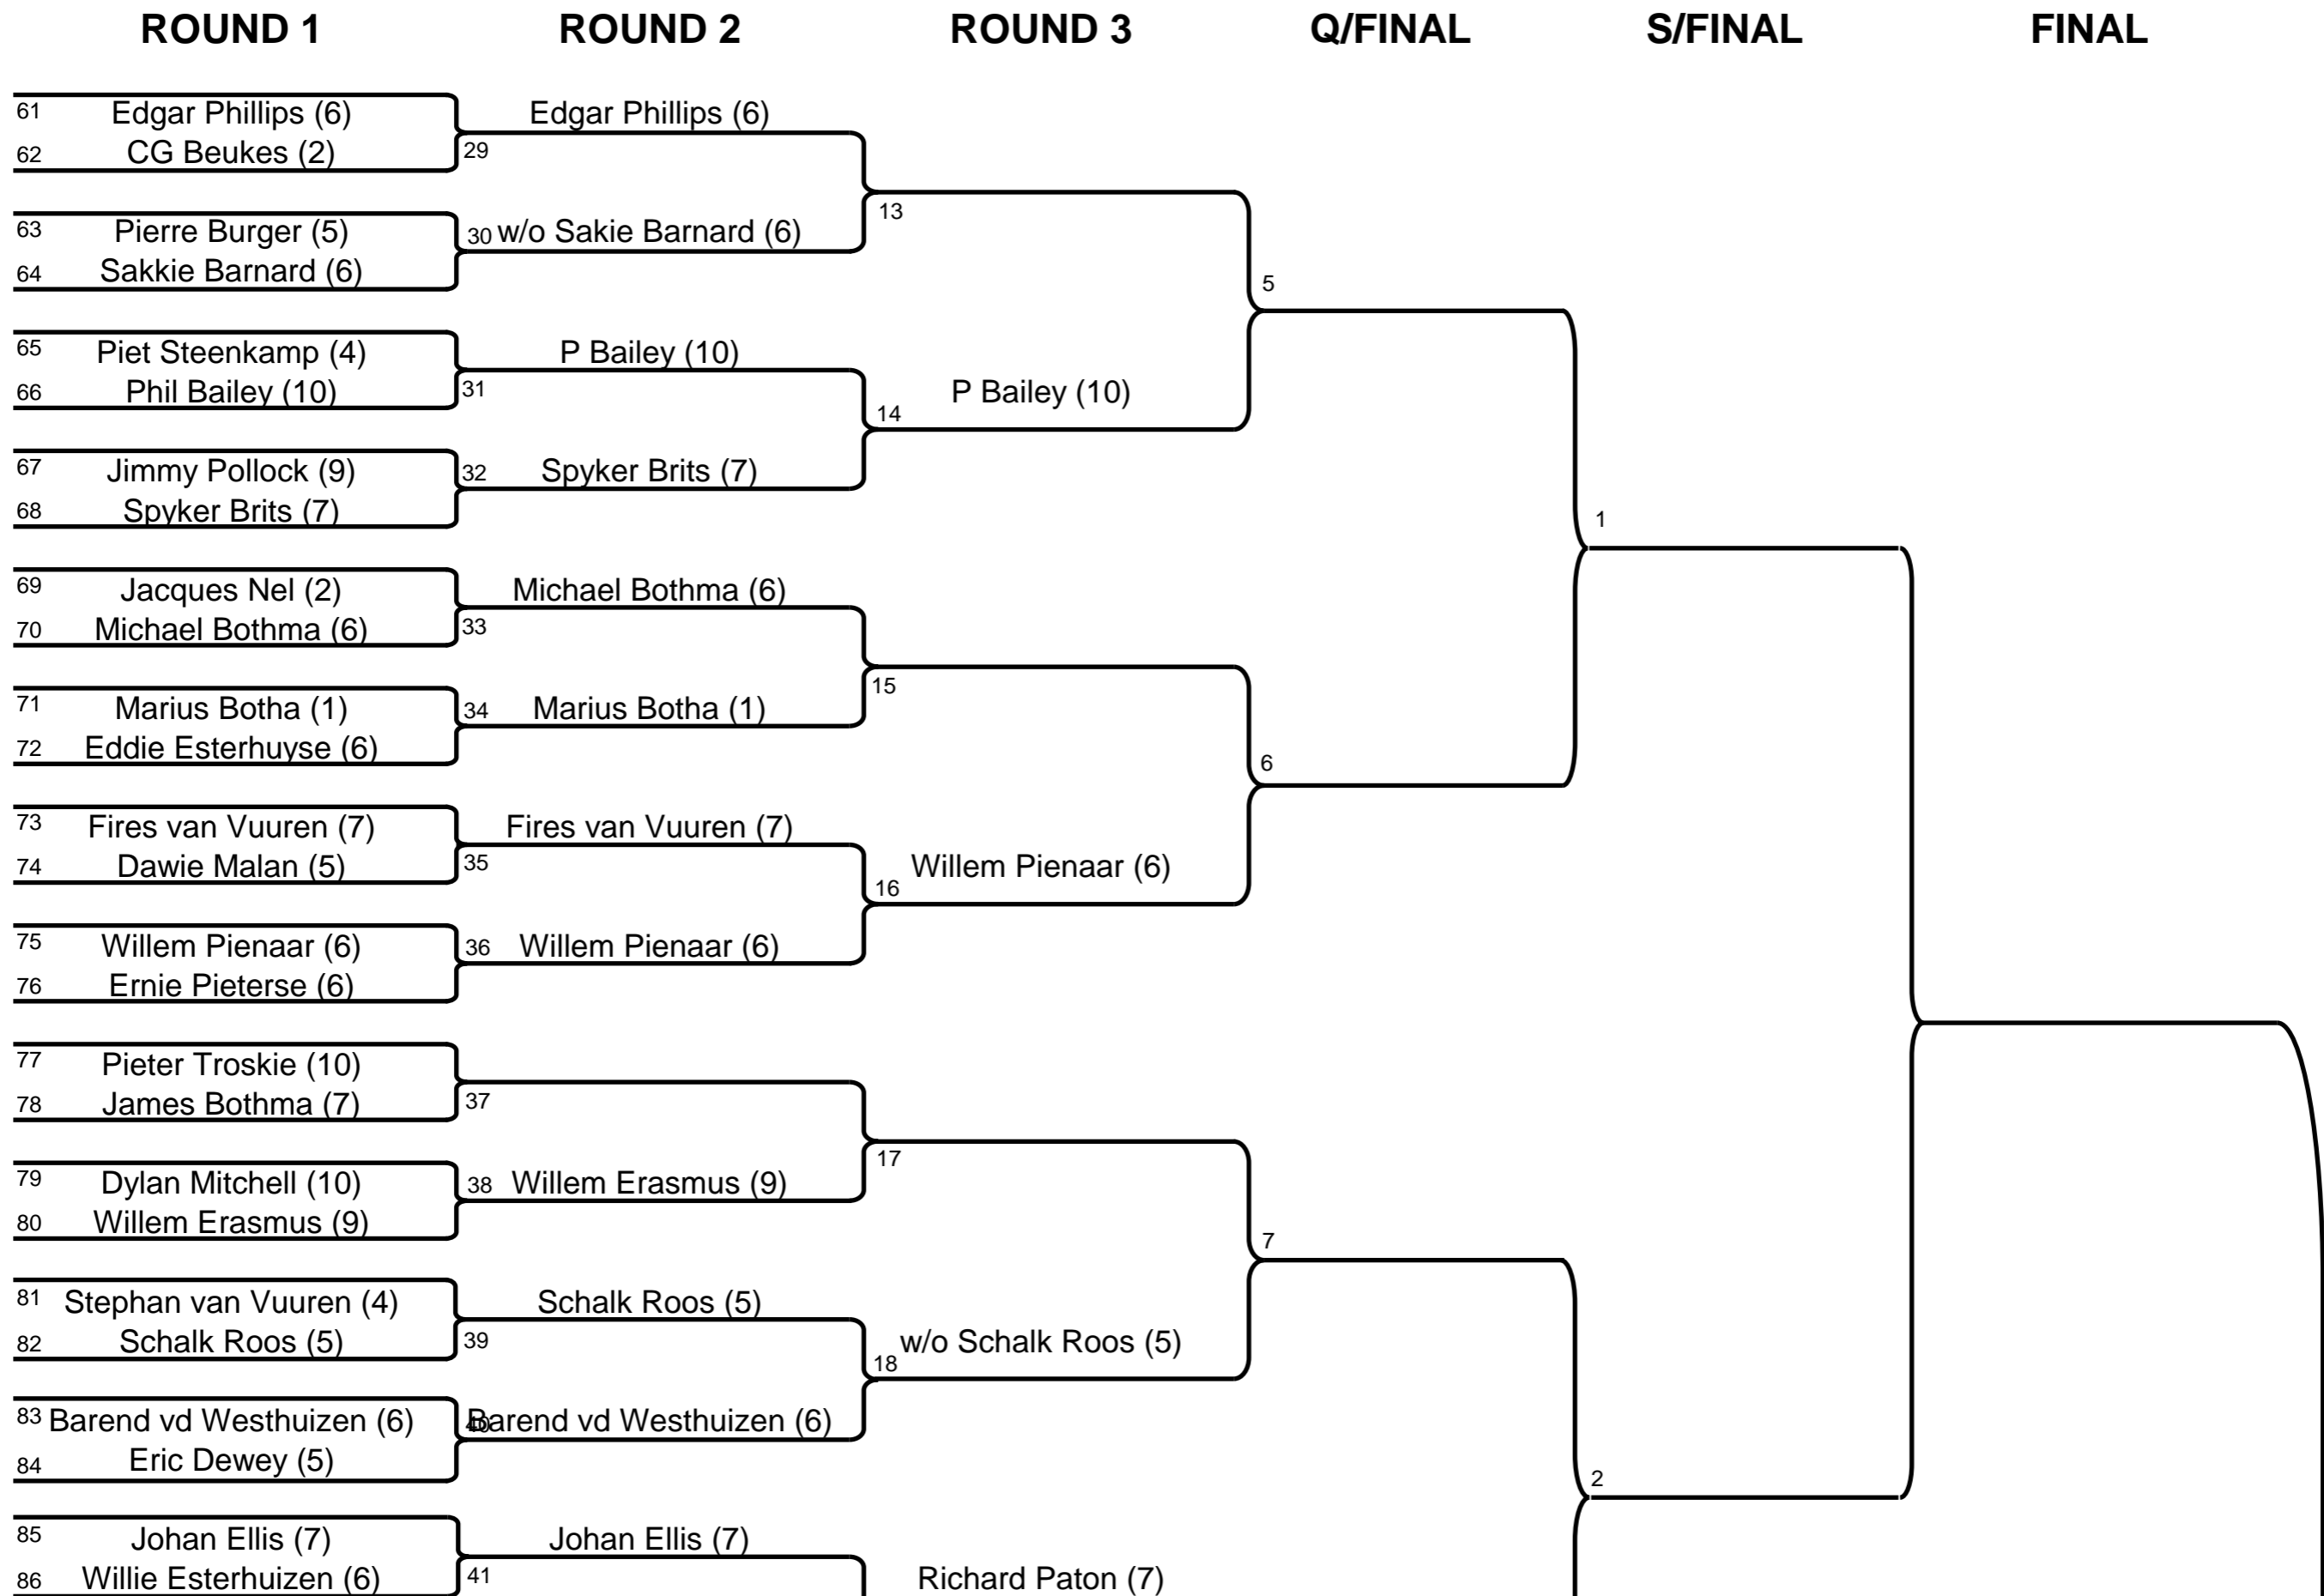 ROUND 1 ROUND 2 ROUND 3 Q/FINAL S/FINAL FINAL
61 Edgar Phillips (6) Edgar Phillips (6)
62 CG Beukes (2) 29
13
63 Pierre Burger (5) 30 w/o Sakie Barnard (6)
64 Sakkie Barnard (6)
5
65 Piet Steenkamp (4) P Bailey (10)
66 Phil Bailey (10) 31 P Bailey (10)
14
67 Jimmy Pollock (9) 32 Spyker Brits (7)
68 Spyker Brits (7)
1
69 Jacques Nel (2) Michael Bothma (6)
70 Michael Bothma (6) 33
15
71 Marius Botha (1) 34 Marius Botha (1)
72 Eddie Esterhuyse (6)
6
73 Fires van Vuuren (7) Fires van Vuuren (7)
74 Dawie Malan (5) 35 Willem Pienaar (6)
16
75 Willem Pienaar (6) 36 Willem Pienaar (6)
76 Ernie Pieterse (6)
77 Pieter Troskie (10)
78 James Bothma (7) 37
17
79 Dylan Mitchell (10) 38 Willem Erasmus (9)
80 Willem Erasmus (9)
7
81 Stephan van Vuuren (4) Schalk Roos (5)
82 Schalk Roos (5) 39 w/o Schalk Roos (5)
18
83 Barend vd Westhuizen (6) 40 Barend vd Westhuizen (6)
84 Eric Dewey (5)
2
85 Johan Ellis (7) Johan Ellis (7)
86 Willie Esterhuizen (6) 41 Richard Paton (7)